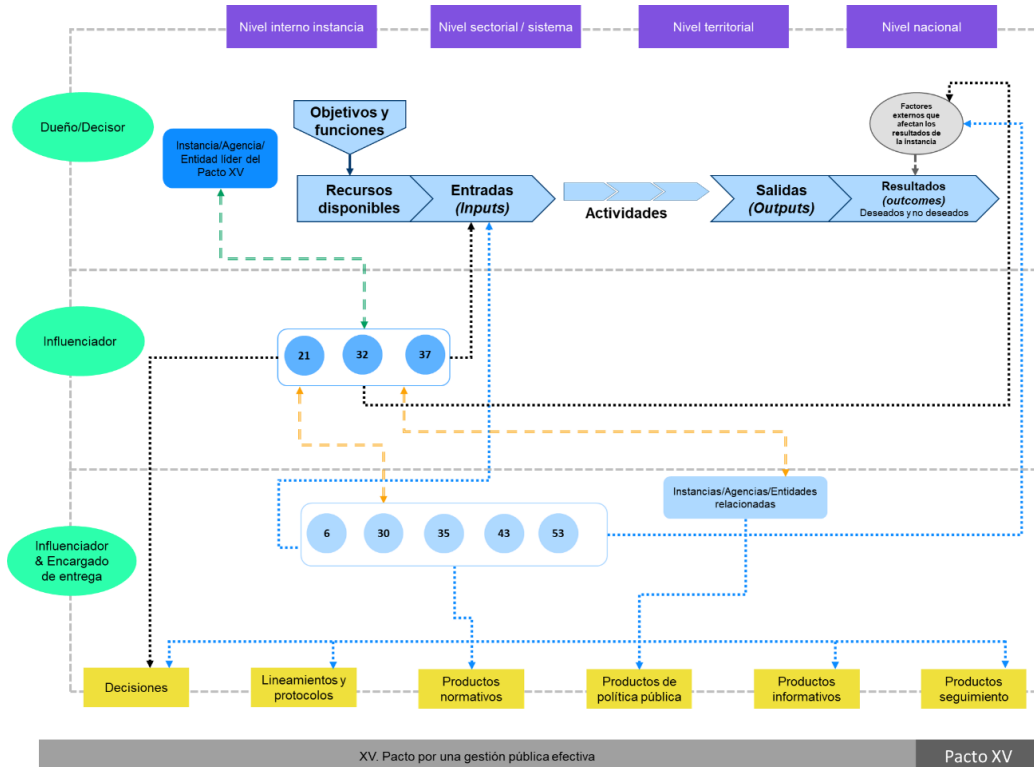 Nivel interno instancia
Nivel sectorial / sistema
Nivel territorial
Nivel nacional
Dueño/Decisor
Instancia/Agencia/
Entidad líder del
Pacto XV
Objetivos y
funciones
Factores
externos que
afectan los
resultados de
la instancia
Recursos
disponibles
Entradas
(Inputs)
Actividades
Salidas
(Outputs)
Resultados
(outcomes)
Deseados y no deseados
Influenciador
21
32
37
Instancias/Agencias/Entidades
relacionadas
Influenciador
& Encargado
de entrega
6
30
35
43
53
Decisiones
Lineamientos y
protocolos
Productos
normativos
Productos de
política pública
Productos
informativos
Productos
seguimiento
XV. Pacto por una gestión pública efectiva
Pacto XV